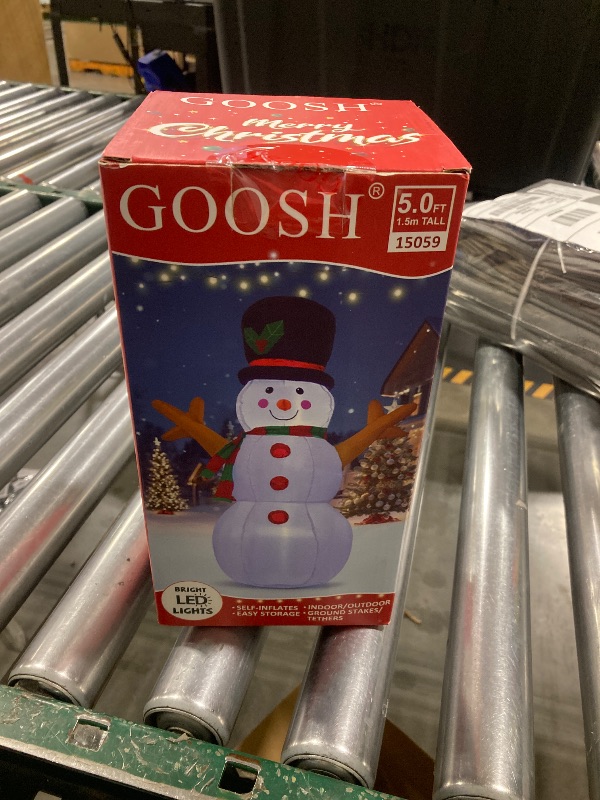 GOOSH®
Merry
Christmas
GOOSH®
5.0FT
1.5m TALL
15059
BRIGHT
LED
LIGHTS
• SELF-INFLATES • INDOOR/OUTDOOR
• EASY STORAGE • GROUND STAKES/
TETHERS